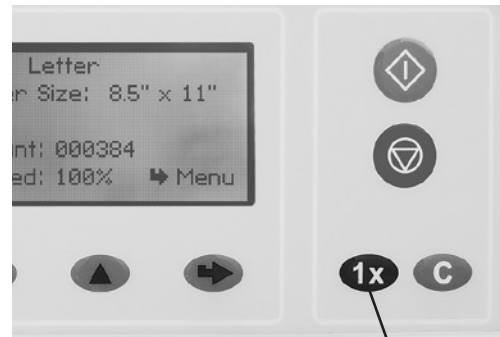 Letter
r Size: 8.5" x 11"
nt: 000384
ed: 100% Menu
1x C